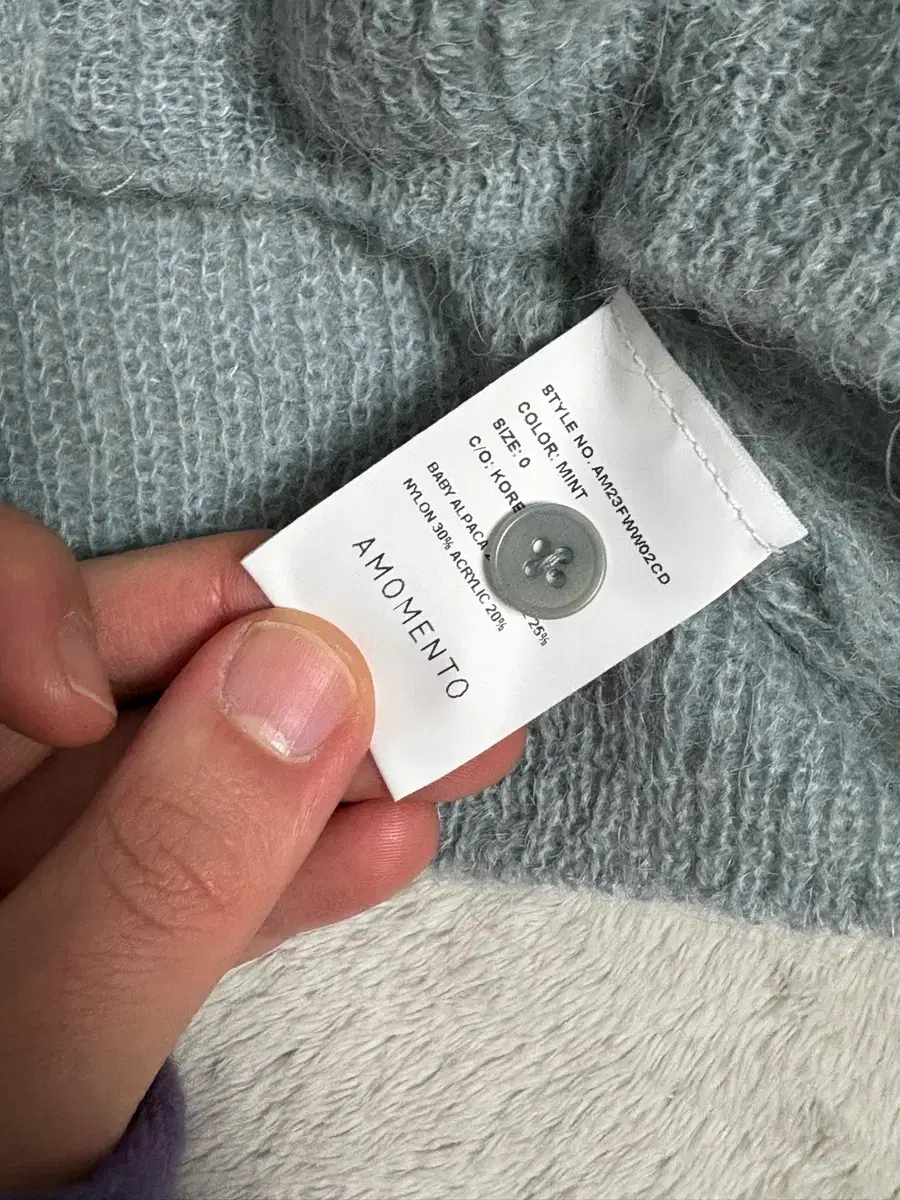 STYLE NO : AM23FWW02CD
COLOR: MINT
SIZE: 0
C/O: KORE
BABY ALPACA 25%
NYLON 30% ACRYLIC 20%
AMOMENTO